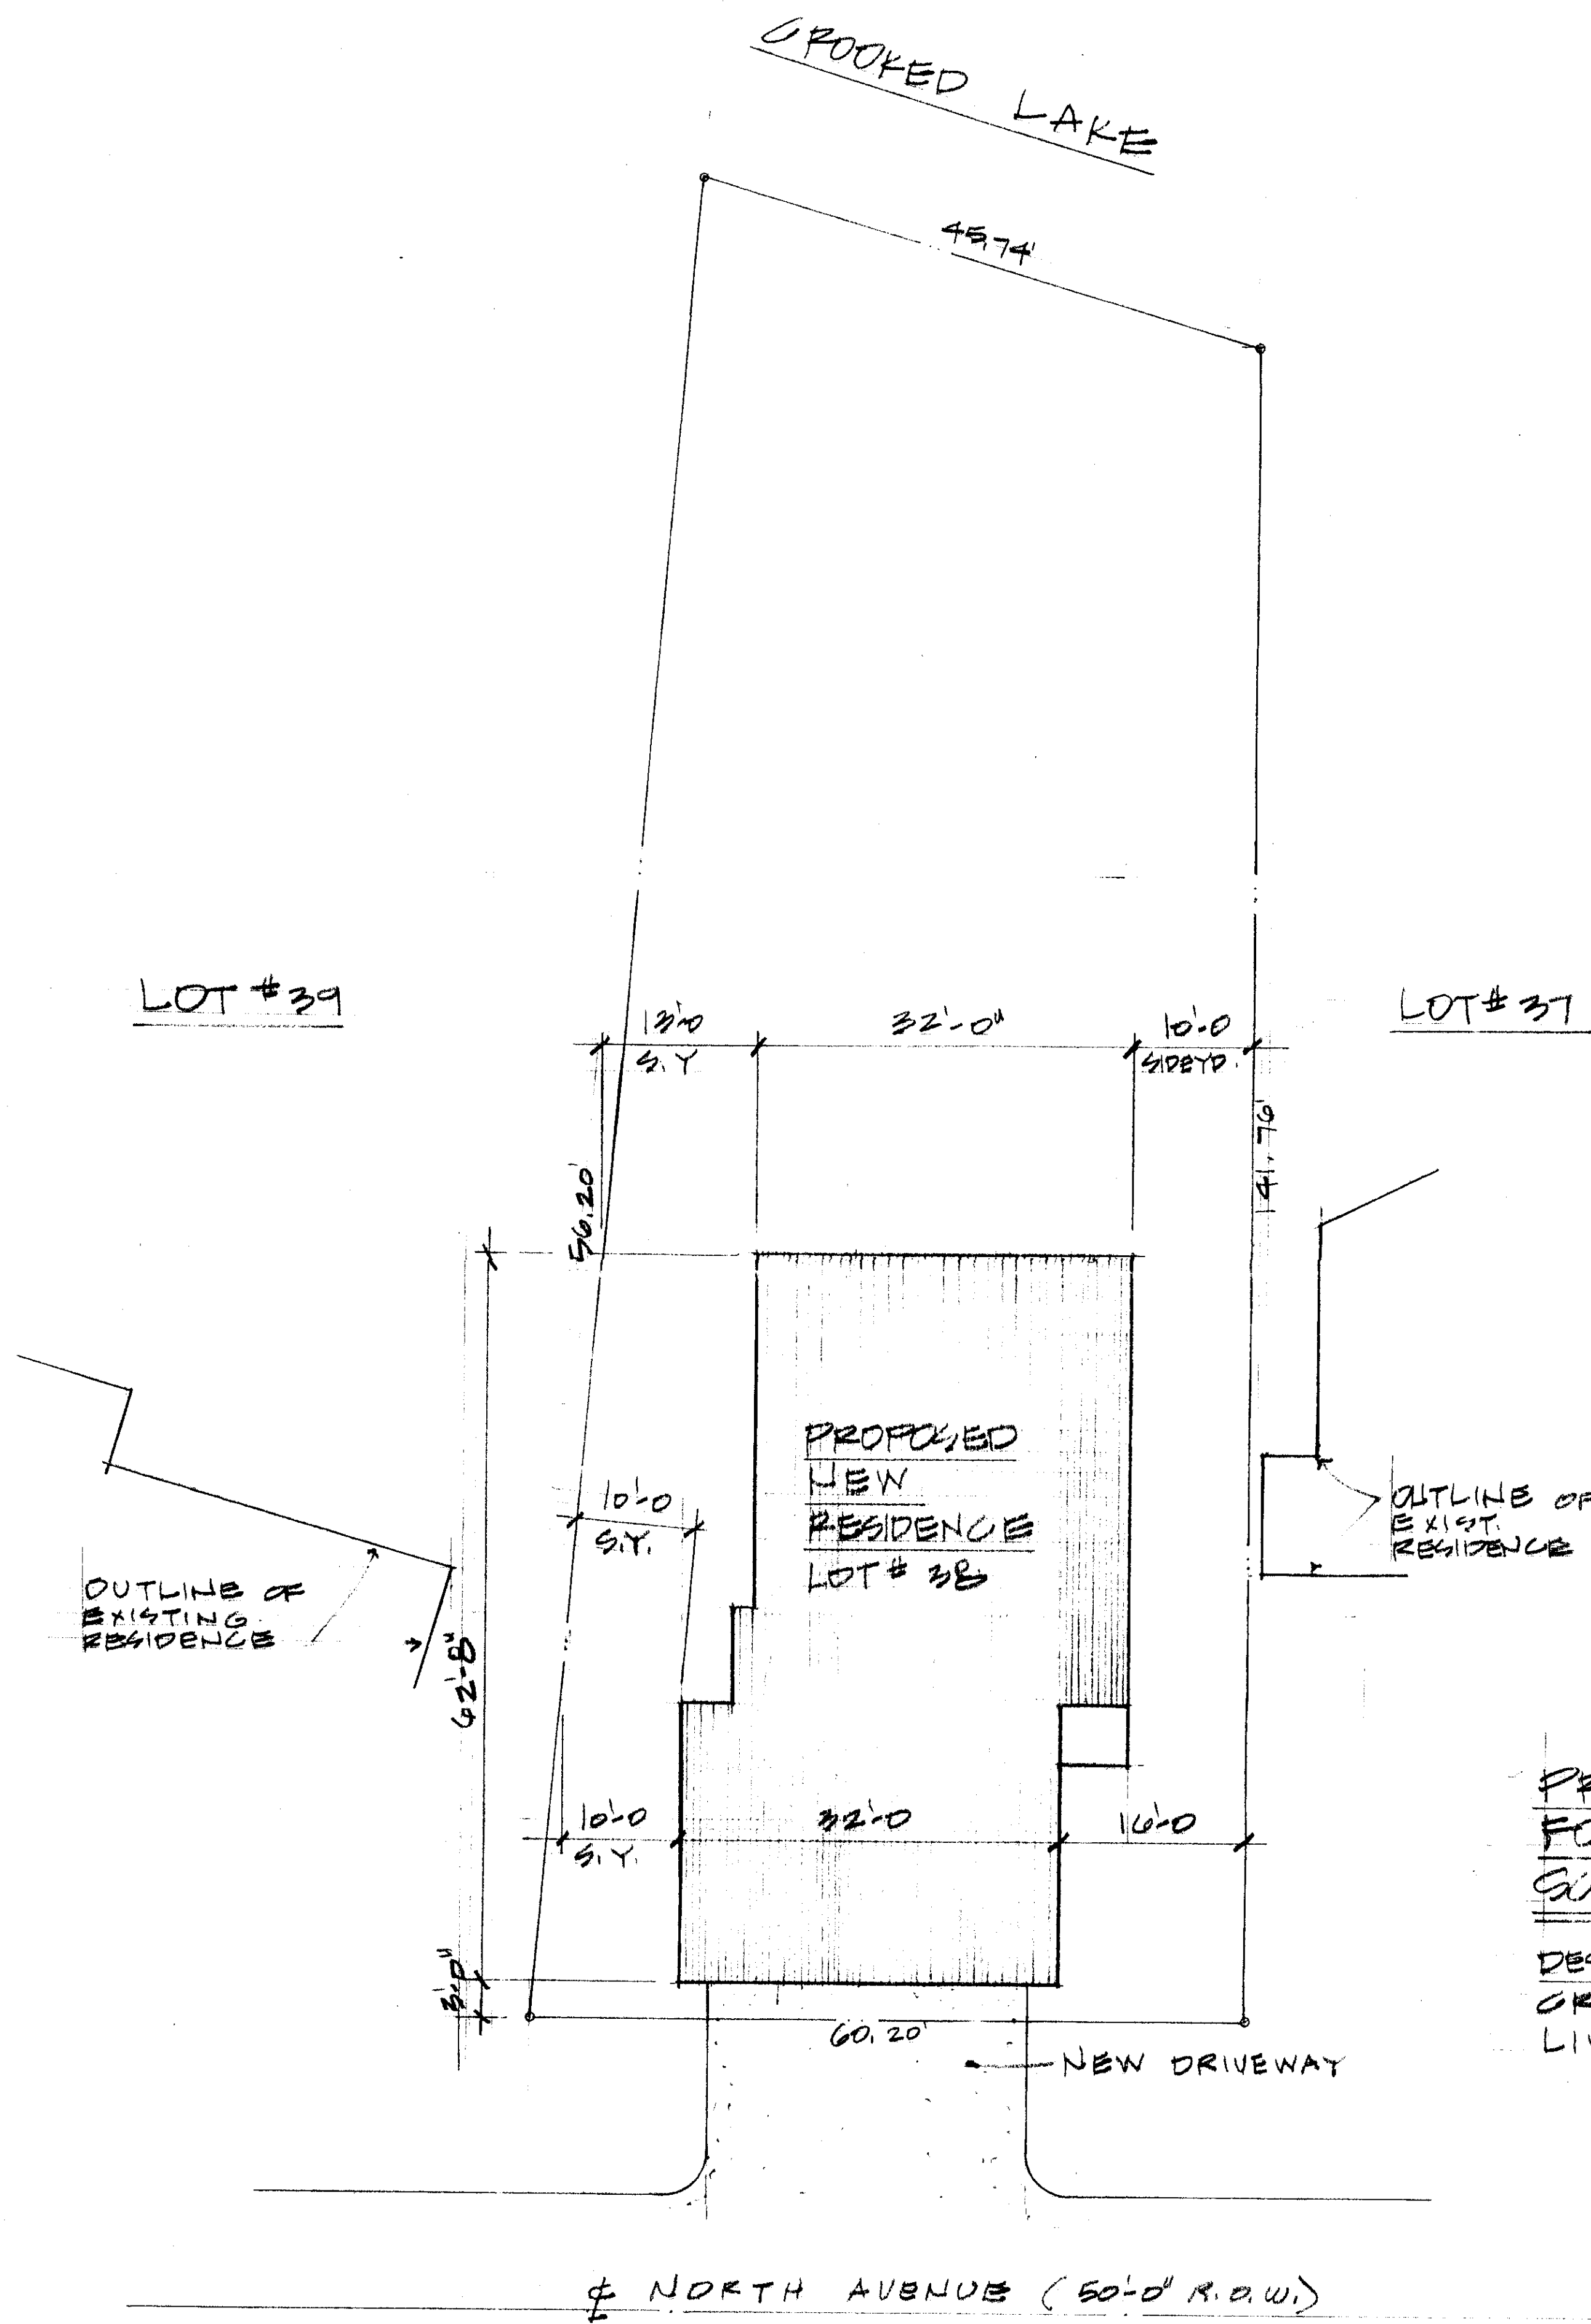 CROOKED LAKE
45.74'
LOT #39
LOT# 37
13'-0
S.Y
32'-0"
10'-0
SIDEYD.
141.76'
56.20'
PROPOSED
NEW
RESIDENCE
LOT # 38
10'-0
S.Y.
OUTLINE OF
EXIST.
RESIDENCE
OUTLINE OF
EXISTING
RESIDENCE
62'-8"
10'-0
S.Y.
32'-0
16'-0
3'-0"
60.20'
NEW DRIVEWAY
℄ NORTH AVENUE (50'-0" R.O.W.)